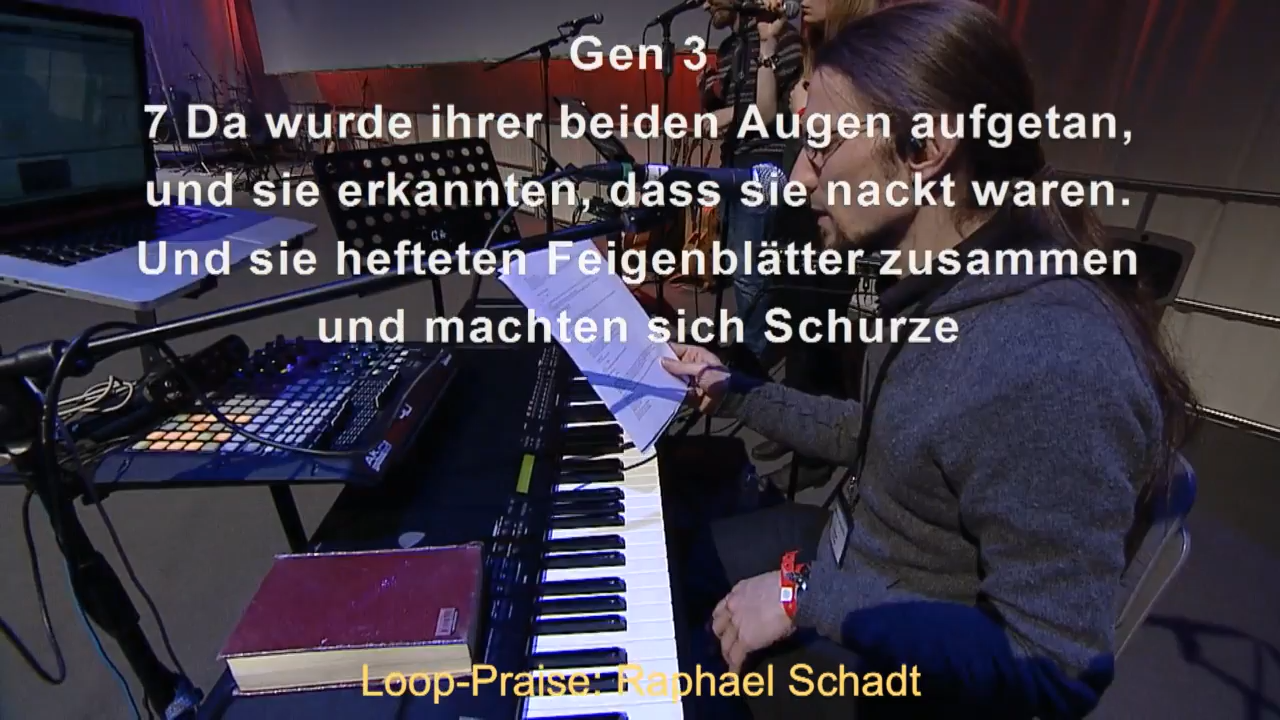 Gen 3
7 Da wurde ihrer beiden Augen aufgetan,
und sie erkannten, dass sie nackt waren.
Und sie hefteten Feigenblätter zusammen
und machten sich Schurze
AKAI
Loop-Praise: Raphael Schadt